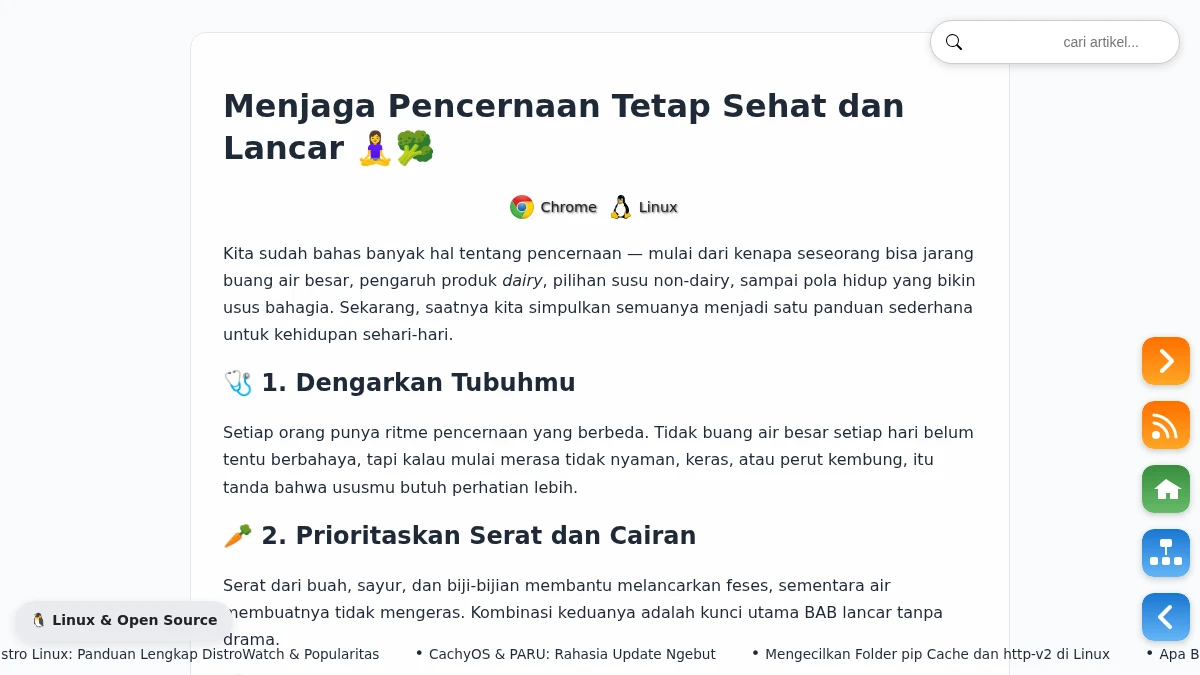 cari artikel...
Menjaga Pencernaan Tetap Sehat dan
Lancar 🧘‍♀️🥦
Chrome Linux
Kita sudah bahas banyak hal tentang pencernaan — mulai dari kenapa seseorang bisa jarang
buang air besar, pengaruh produk dairy, pilihan susu non-dairy, sampai pola hidup yang bikin
usus bahagia. Sekarang, saatnya kita simpulkan semuanya menjadi satu panduan sederhana
untuk kehidupan sehari-hari.
🩺 1. Dengarkan Tubuhmu
Setiap orang punya ritme pencernaan yang berbeda. Tidak buang air besar setiap hari belum
tentu berbahaya, tapi kalau mulai merasa tidak nyaman, keras, atau perut kembung, itu
tanda bahwa ususmu butuh perhatian lebih.
🥕 2. Prioritaskan Serat dan Cairan
Serat dari buah, sayur, dan biji-bijian membantu melancarkan feses, sementara air
membuatnya tidak mengeras. Kombinasi keduanya adalah kunci utama BAB lancar tanpa
drama.
🐧 Linux & Open Source
stro Linux: Panduan Lengkap DistroWatch & Popularitas • CachyOS & PARU: Rahasia Update Ngebut • Mengecilkan Folder pip Cache dan http-v2 di Linux • Apa B